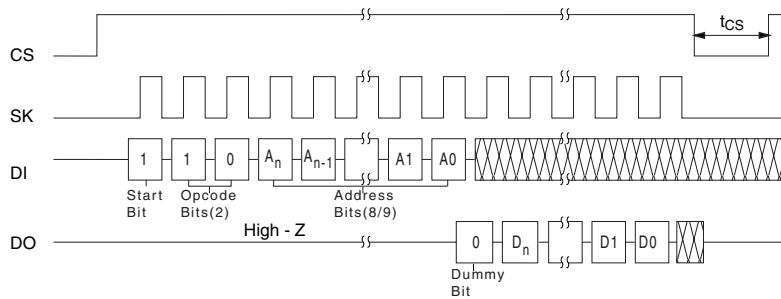 tCS
CS
SK
1 1 0 An An-1 A1 A0
DI
Start Bit
Opcode Bits(2)
Address Bits(8/9)
High - Z
DO
0 Dn D1 D0
Dummy Bit